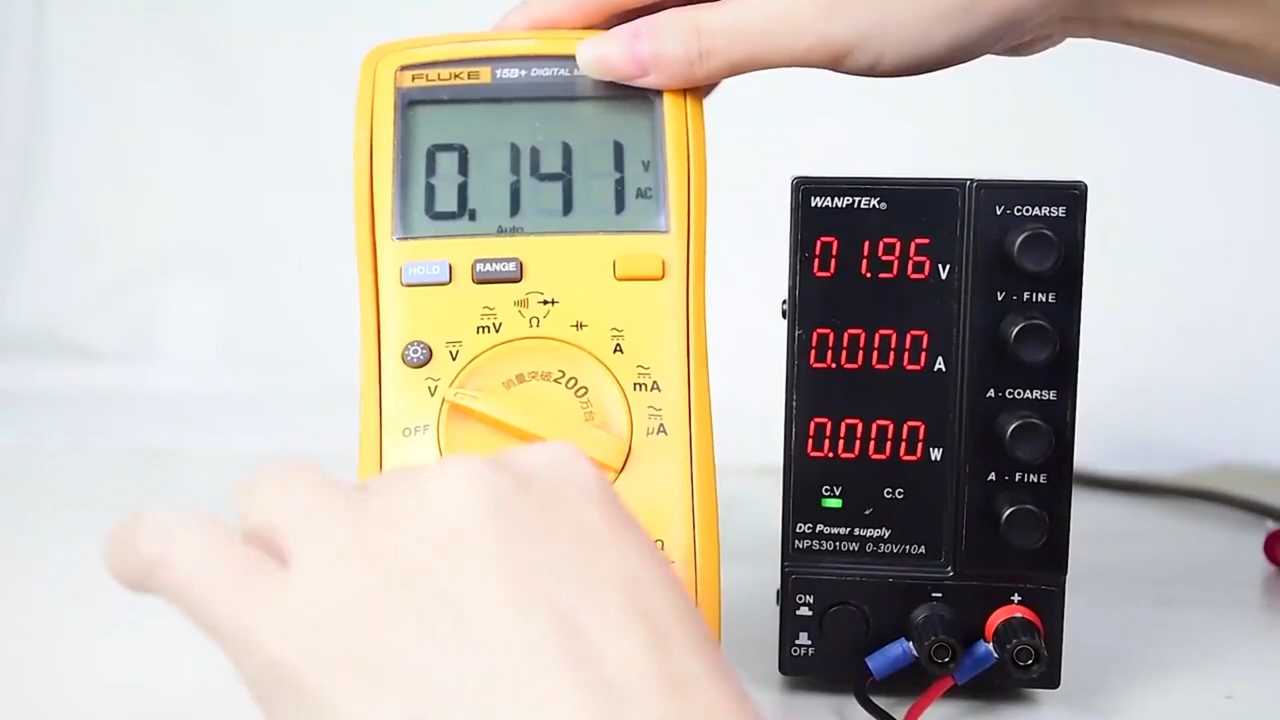 FLUKE 15B+ DIGITAL
0.141 V AC
Auto
HOLD RANGE
mV
Ω
V
A
mA
μA
V
OFF
销量突破200万台
Ω
WANPTEK®
01.96 V
0.000 A
0.000 W
C.V C.C
DC Power supply
NPS3010W 0-30V/10A
V - COARSE
V - FINE
A - COARSE
A - FINE
ON
OFF
− +